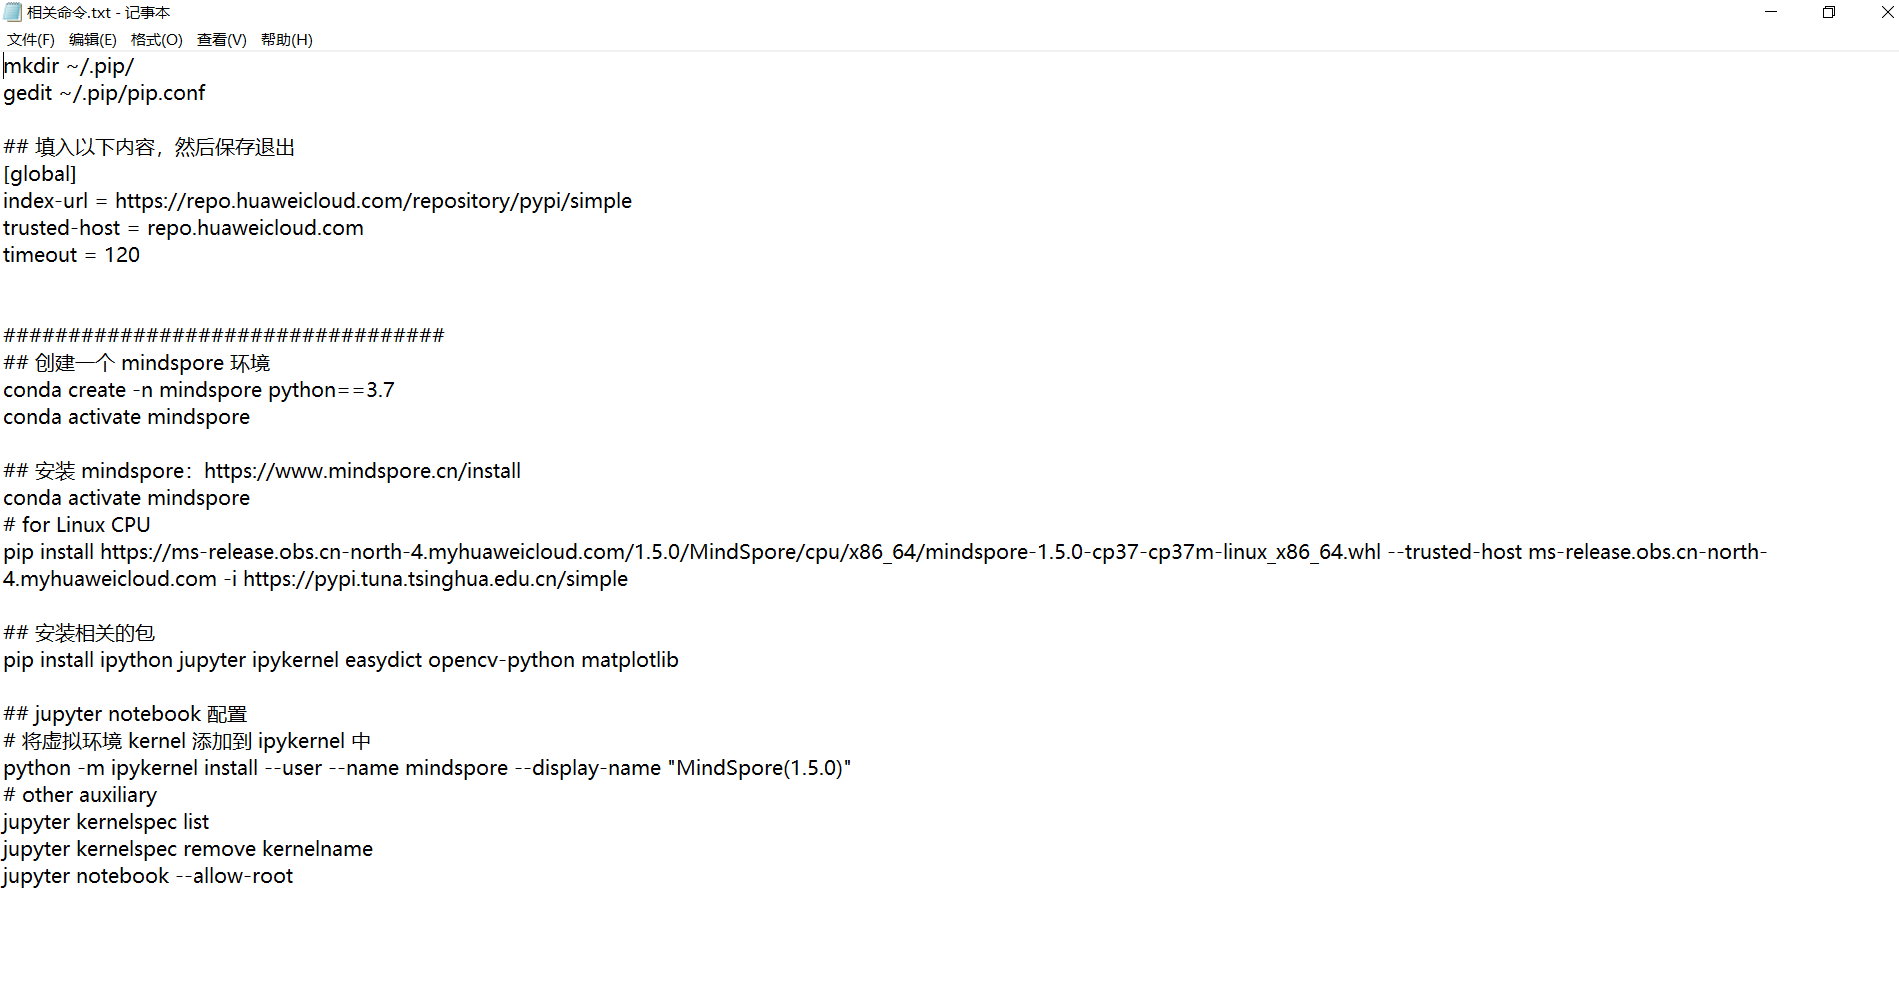 相关命令.txt - 记事本
文件(F) 编辑(E) 格式(O) 查看(V) 帮助(H)
mkdir ~/.pip/
gedit ~/.pip/pip.conf
## 填入以下内容，然后保存退出
[global]
index-url = https://repo.huaweicloud.com/repository/pypi/simple
trusted-host = repo.huaweicloud.com
timeout = 120
##################################
## 创建一个 mindspore 环境
conda create -n mindspore python==3.7
conda activate mindspore
## 安装 mindspore：https://www.mindspore.cn/install
conda activate mindspore
# for Linux CPU
pip install https://ms-release.obs.cn-north-4.myhuaweicloud.com/1.5.0/MindSpore/cpu/x86_64/mindspore-1.5.0-cp37-cp37m-linux_x86_64.whl --trusted-host ms-release.obs.cn-north-
4.myhuaweicloud.com -i https://pypi.tuna.tsinghua.edu.cn/simple
## 安装相关的包
pip install ipython jupyter ipykernel easydict opencv-python matplotlib
## jupyter notebook 配置
# 将虚拟环境 kernel 添加到 ipykernel 中
python -m ipykernel install --user --name mindspore --display-name "MindSpore(1.5.0)"
# other auxiliary
jupyter kernelspec list
jupyter kernelspec remove kernelname
jupyter notebook --allow-root